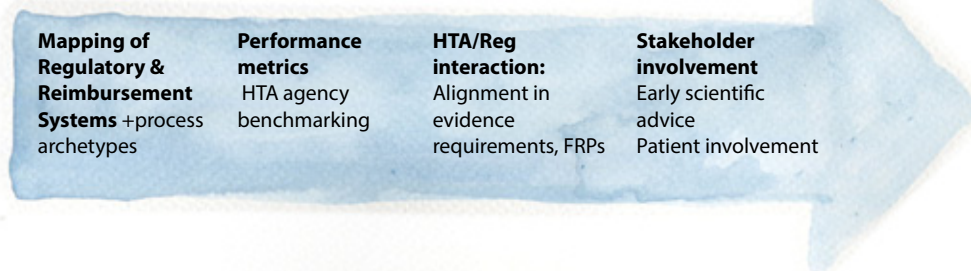 Mapping of
Regulatory &
Reimbursement
Systems +process
archetypes
Performance
metrics
HTA agency
benchmarking
HTA/Reg
interaction:
Alignment in
evidence
requirements, FRPs
Stakeholder
involvement
Early scientific
advice
Patient involvement